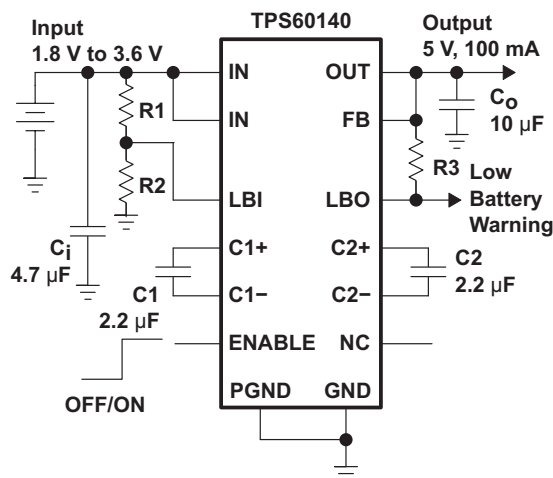 TPS60140
Input
1.8 V to 3.6 V
Output
5 V, 100 mA
IN
OUT
R1
Co
10 μF
IN
FB
R3
Low
Battery
Warning
R2
LBI
LBO
Ci
4.7 μF
C1+
C2+
C1
2.2 μF
C2
2.2 μF
C1−
C2−
ENABLE
NC
OFF/ON
PGND
GND